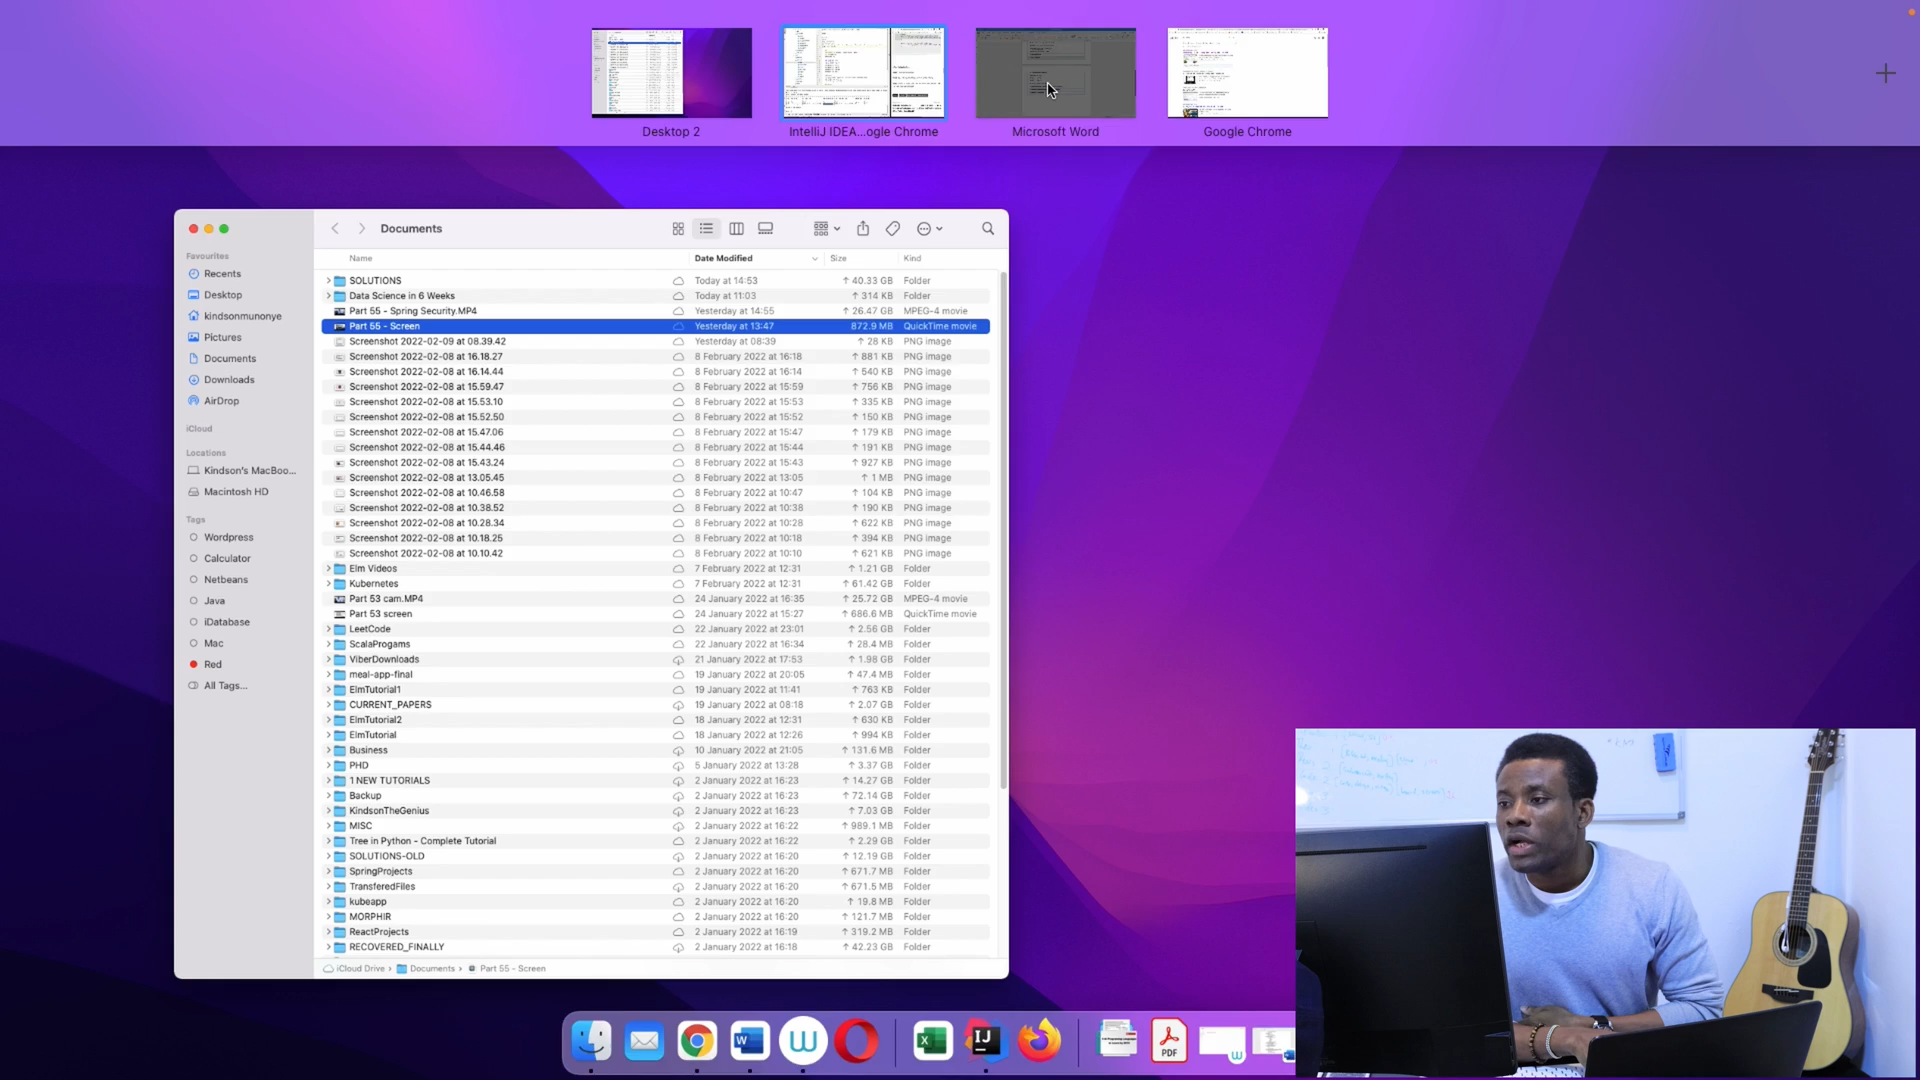 Desktop 2
IntelliJ IDEA...ogle Chrome
Microsoft Word
Google Chrome
Documents
Favourites
Recents
Desktop
kindsonmunonye
Pictures
Documents
Downloads
AirDrop
iCloud
Locations
Kindson's MacBoo...
Macintosh HD
Tags
Wordpress
Calculator
Netbeans
Java
iDatabase
Mac
Red
All Tags...
Name Date Modified Size Kind
SOLUTIONS Today at 14:53 ↑ 40.33 GB Folder
Data Science in 6 Weeks Today at 11:03 ↑ 314 KB Folder
Part 55 - Spring Security.MP4 Yesterday at 14:55 ↑ 26.47 GB MPEG-4 movie
Part 55 - Screen Yesterday at 13:47 872.9 MB QuickTime movie
Screenshot 2022-02-09 at 08.39.42 Yesterday at 08:39 ↑ 28 KB PNG image
Screenshot 2022-02-08 at 16.18.27 8 February 2022 at 16:18 ↑ 881 KB PNG image
Screenshot 2022-02-08 at 16.14.44 8 February 2022 at 16:14 ↑ 540 KB PNG image
Screenshot 2022-02-08 at 15.59.47 8 February 2022 at 15:59 ↑ 756 KB PNG image
Screenshot 2022-02-08 at 15.53.10 8 February 2022 at 15:53 ↑ 335 KB PNG image
Screenshot 2022-02-08 at 15.52.50 8 February 2022 at 15:52 ↑ 150 KB PNG image
Screenshot 2022-02-08 at 15.47.06 8 February 2022 at 15:47 ↑ 179 KB PNG image
Screenshot 2022-02-08 at 15.44.46 8 February 2022 at 15:44 ↑ 191 KB PNG image
Screenshot 2022-02-08 at 15.43.24 8 February 2022 at 15:43 ↑ 927 KB PNG image
Screenshot 2022-02-08 at 13.05.45 8 February 2022 at 13:05 ↑ 1 MB PNG image
Screenshot 2022-02-08 at 10.46.58 8 February 2022 at 10:47 ↑ 104 KB PNG image
Screenshot 2022-02-08 at 10.38.52 8 February 2022 at 10:38 ↑ 190 KB PNG image
Screenshot 2022-02-08 at 10.28.34 8 February 2022 at 10:28 ↑ 622 KB PNG image
Screenshot 2022-02-08 at 10.18.25 8 February 2022 at 10:18 ↑ 394 KB PNG image
Screenshot 2022-02-08 at 10.10.42 8 February 2022 at 10:10 ↑ 621 KB PNG image
Elm Videos 7 February 2022 at 12:31 ↑ 1.21 GB Folder
Kubernetes 7 February 2022 at 12:31 ↑ 61.42 GB Folder
Part 53 cam.MP4 24 January 2022 at 16:35 ↑ 25.72 GB MPEG-4 movie
Part 53 screen 24 January 2022 at 15:27 ↑ 686.6 MB QuickTime movie
LeetCode 22 January 2022 at 23:01 ↑ 2.56 GB Folder
ScalaProgams 22 January 2022 at 16:34 ↑ 28.4 MB Folder
ViberDownloads 21 January 2022 at 17:53 ↑ 1.98 GB Folder
meal-app-final 19 January 2022 at 20:05 ↑ 47.4 MB Folder
ElmTutorial1 19 January 2022 at 11:41 ↑ 763 KB Folder
CURRENT_PAPERS 19 January 2022 at 08:18 ↑ 2.07 GB Folder
ElmTutorial2 18 January 2022 at 12:31 ↑ 630 KB Folder
ElmTutorial 18 January 2022 at 12:26 ↑ 994 KB Folder
Business 10 January 2022 at 21:05 ↑ 131.6 MB Folder
PHD 5 January 2022 at 13:28 ↑ 3.37 GB Folder
1 NEW TUTORIALS 2 January 2022 at 16:23 ↑ 14.27 GB Folder
Backup 2 January 2022 at 16:23 ↑ 72.14 GB Folder
KindsonTheGenius 2 January 2022 at 16:23 ↑ 7.03 GB Folder
MISC 2 January 2022 at 16:22 ↑ 989.1 MB Folder
Tree in Python - Complete Tutorial 2 January 2022 at 16:22 ↑ 2.29 GB Folder
SOLUTIONS-OLD 2 January 2022 at 16:20 ↑ 12.19 GB Folder
SpringProjects 2 January 2022 at 16:20 ↑ 671.7 MB Folder
TransferedFiles 2 January 2022 at 16:20 ↑ 671.5 MB Folder
kubeapp 2 January 2022 at 16:20 ↑ 19.8 MB Folder
MORPHIR 2 January 2022 at 16:20 ↑ 121.7 MB Folder
ReactProjects 2 January 2022 at 16:19 ↑ 319.2 MB Folder
RECOVERED_FINALLY 2 January 2022 at 16:18 ↑ 42.23 GB Folder
iCloud Drive › Documents › Part 55 - Screen
PDF
IJ